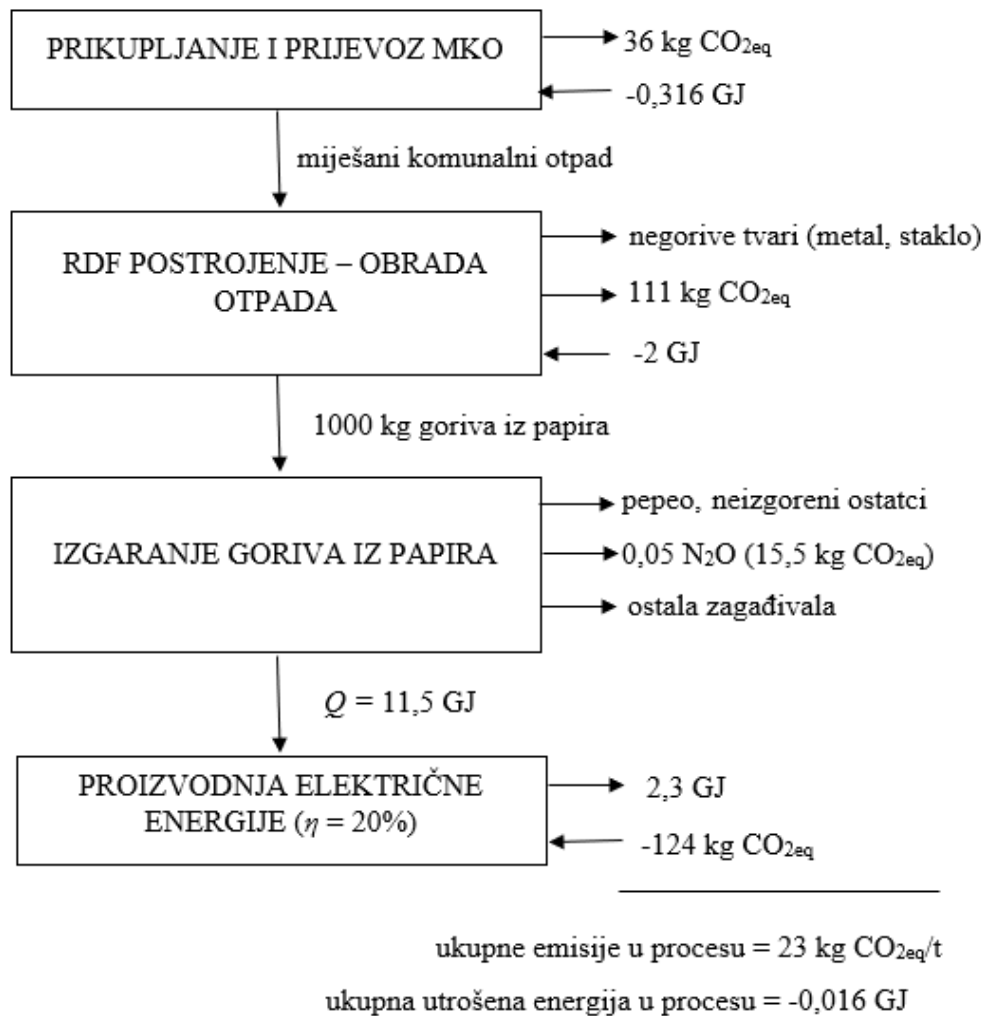 PRIKUPLJANJE I PRIJEVOZ MKO
36 kg CO₂eq
-0,316 GJ
miješani komunalni otpad
RDF POSTROJENJE – OBRADA
OTPADA
negorive tvari (metal, staklo)
111 kg CO₂eq
-2 GJ
1000 kg goriva iz papira
IZGARANJE GORIVA IZ PAPIRA
pepeo, neizgoreni ostatci
0,05 N₂O (15,5 kg CO₂eq)
ostala zagađivala
Q = 11,5 GJ
PROIZVODNJA ELEKTRIČNE
ENERGIJE (η = 20%)
2,3 GJ
-124 kg CO₂eq
ukupne emisije u procesu = 23 kg CO₂eq/t
ukupna utrošena energija u procesu = -0,016 GJ